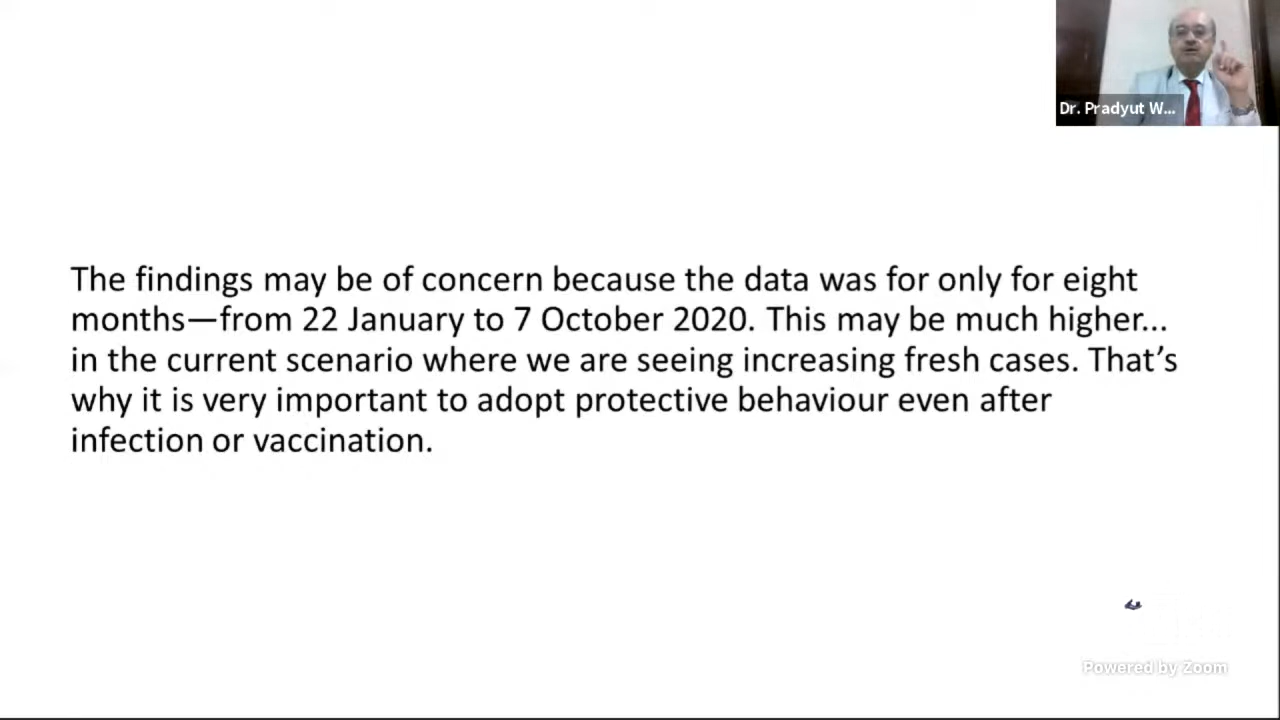 Dr. Pradyut W...
The findings may be of concern because the data was for only for eight
months—from 22 January to 7 October 2020. This may be much higher...
in the current scenario where we are seeing increasing fresh cases. That’s
why it is very important to adopt protective behaviour even after
infection or vaccination.
Powered by Zoom